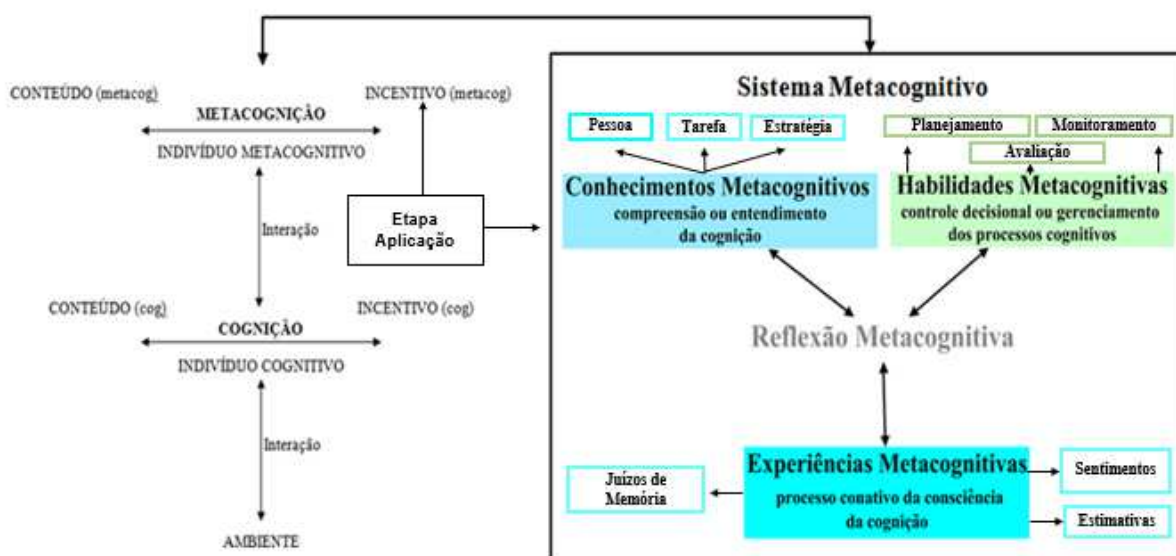 CONTEÚDO (metacog)
INCENTIVO (metacog)
METACOGNIÇÃO
INDIVÍDUO METACOGNITIVO
Interação
Etapa
Aplicação
CONTEÚDO (cog)
INCENTIVO (cog)
COGNIÇÃO
INDIVÍDUO COGNITIVO
Interação
AMBIENTE
Sistema Metacognitivo
Pessoa
Tarefa
Estratégia
Planejamento
Monitoramento
Avaliação
Conhecimentos Metacognitivos
compreensão ou entendimento
da cognição
Habilidades Metacognitivas
controle decisional ou gerenciamento
dos processos cognitivos
Reflexão Metacognitiva
Juízos de
Memória
Experiências Metacognitivas
processo conativo da consciência
da cognição
Sentimentos
Estimativas